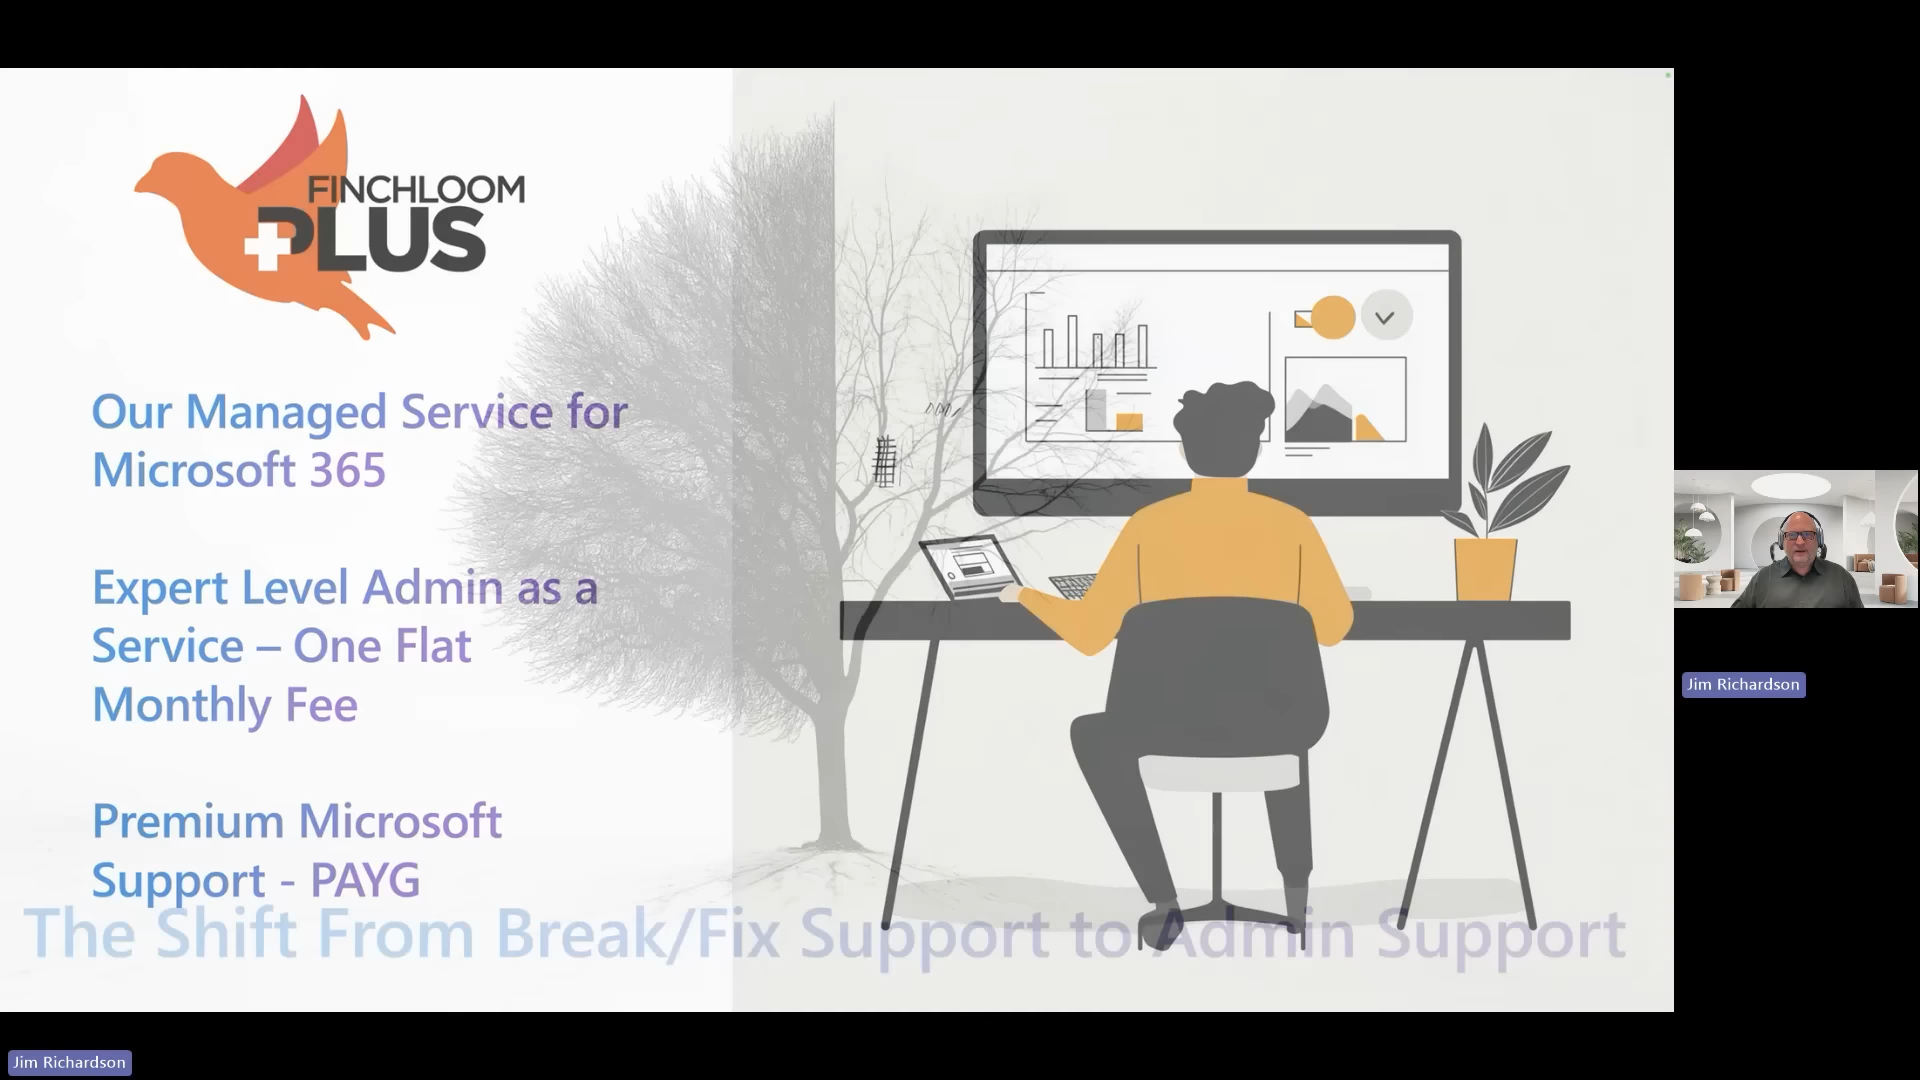 FINCHLOOM
PLUS
Our Managed Service for
Microsoft 365
Expert Level Admin as a
Service – One Flat
Monthly Fee
Premium Microsoft
Support - PAYG
The Shift From Break/Fix Support to Admin Support
Jim Richardson
Jim Richardson